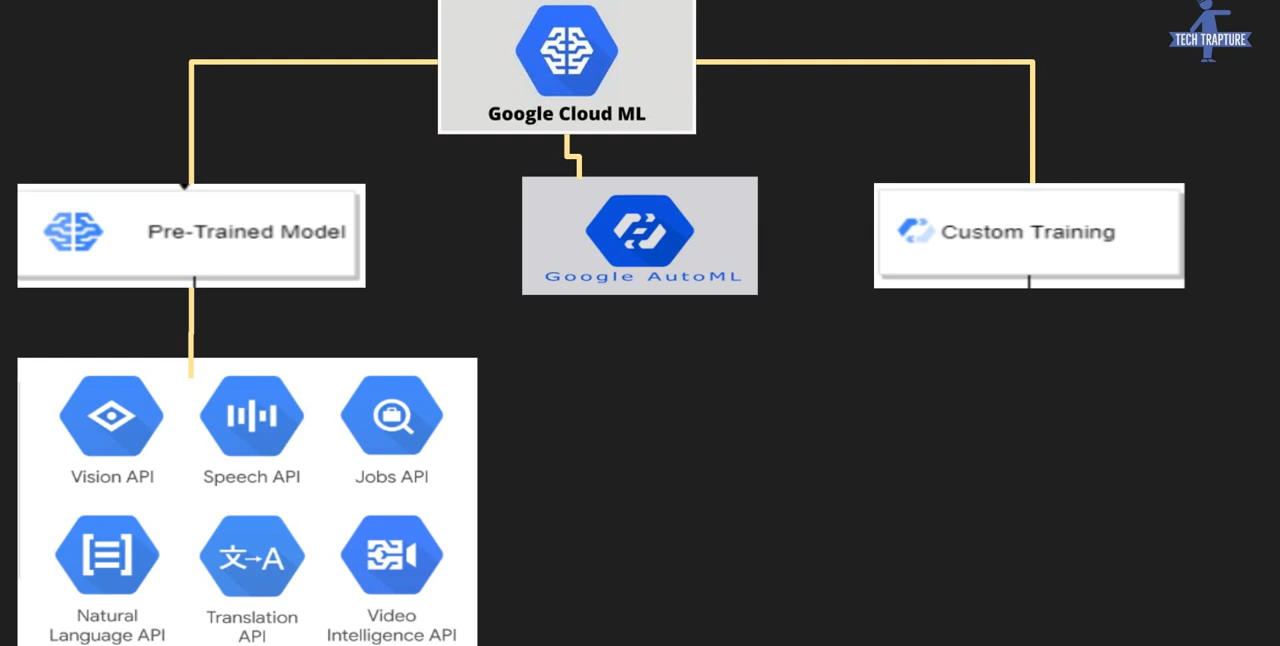 TECH TRAPTURE
Google Cloud ML
Pre-Trained Model
Google AutoML
Custom Training
Vision API
Speech API
Jobs API
文→A
Natural
Language API
Translation
API
Video
Intelligence API